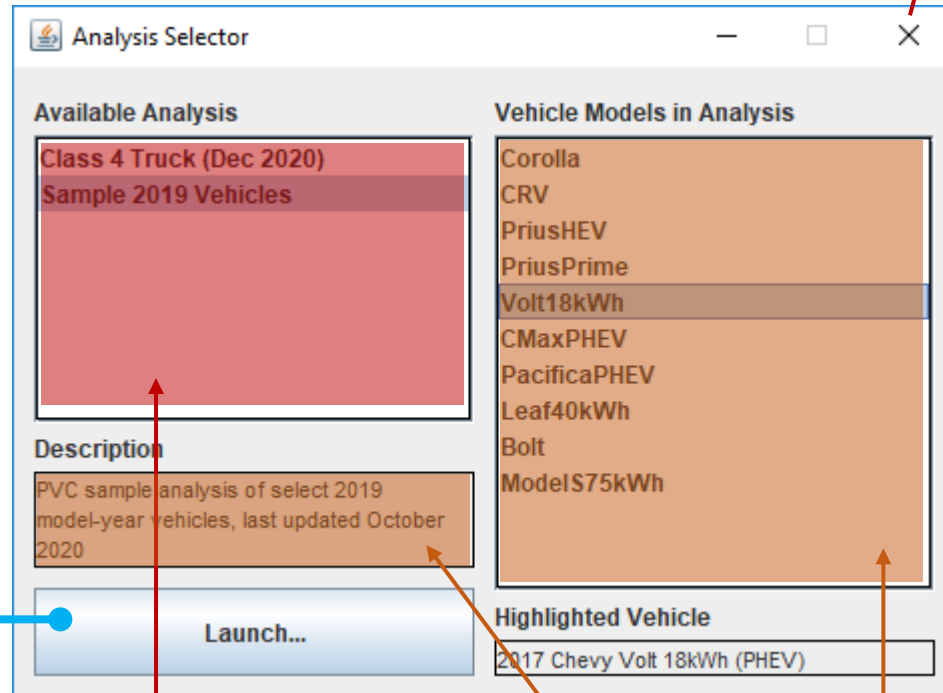 Analysis Selector
Available Analysis
Class 4 Truck (Dec 2020)
Sample 2019 Vehicles
Description
PVC sample analysis of select 2019
model-year vehicles, last updated October
2020
Launch...
Vehicle Models in Analysis
Corolla
CRV
PriusHEV
PriusPrime
Volt18kWh
CMaxPHEV
PacificaPHEV
Leaf40kWh
Bolt
ModelS75kWh
Highlighted Vehicle
2017 Chevy Volt 18kWh (PHEV)